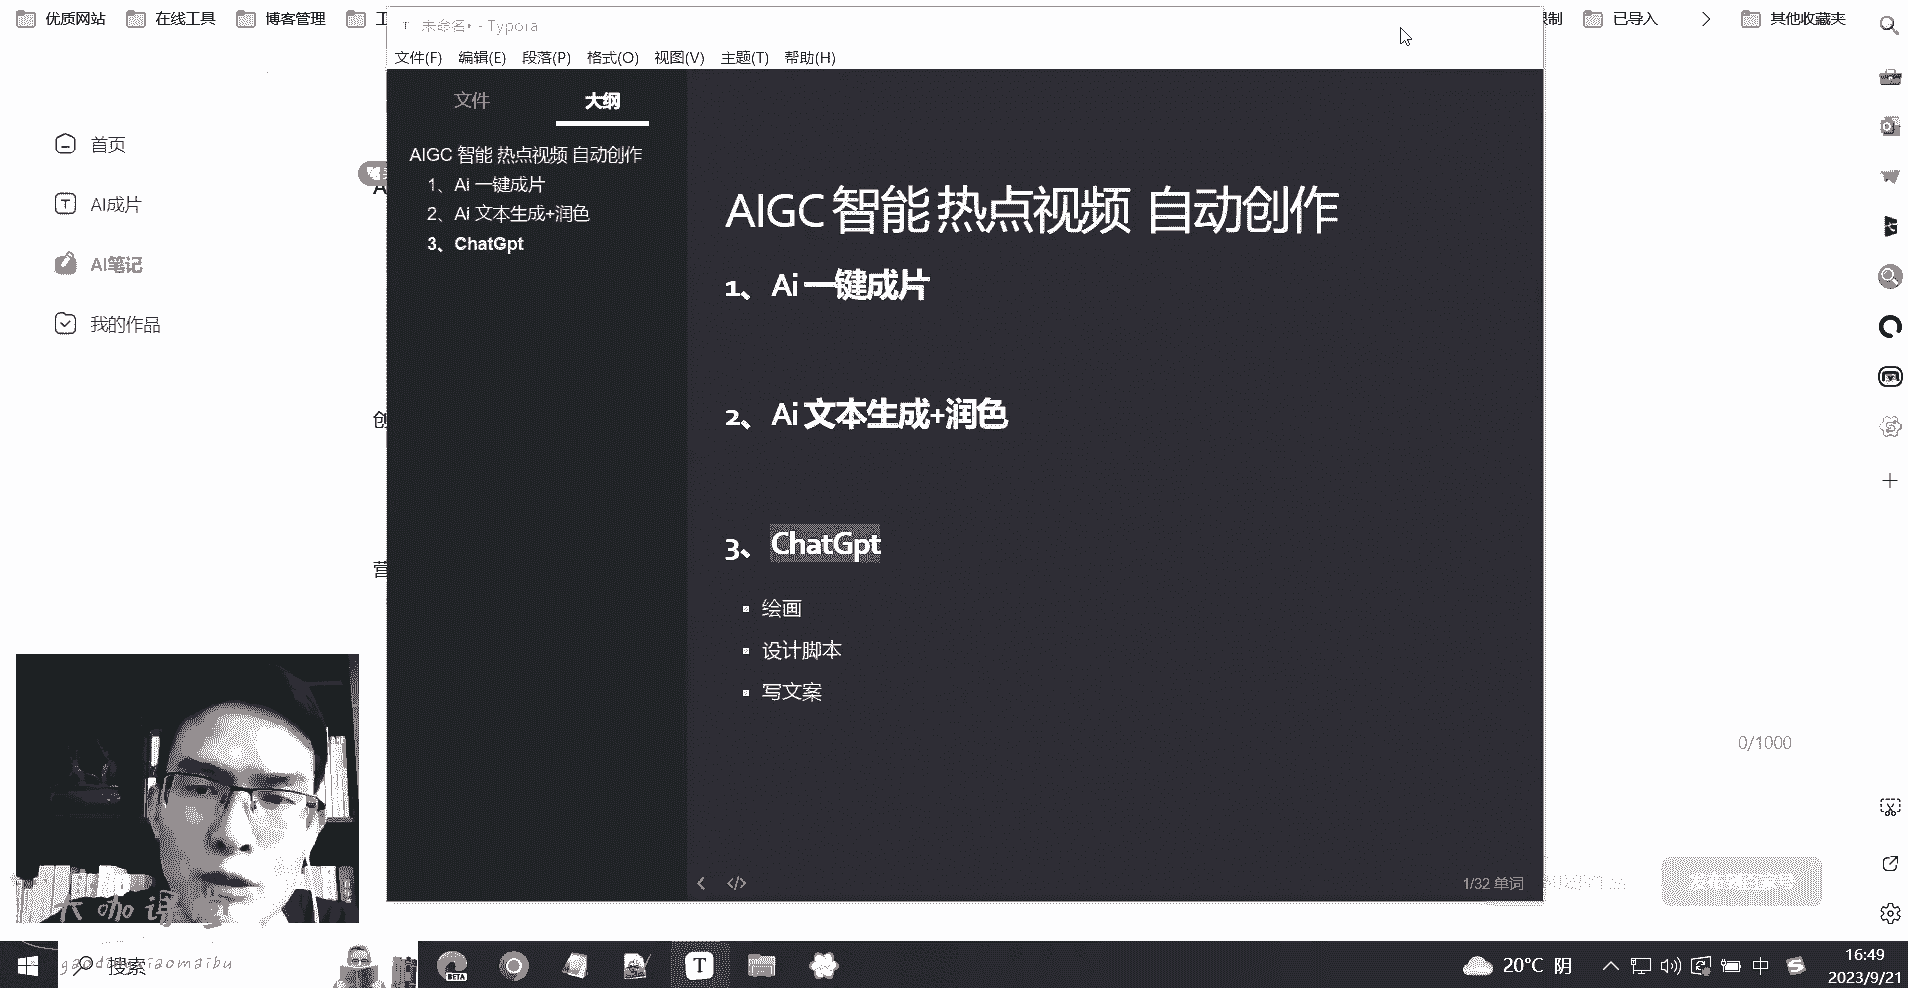 优质网站 在线工具 博客管理
未命名• - Typora
已导入 其他收藏夹
文件(F) 编辑(E) 段落(P) 格式(O) 视图(V) 主题(T) 帮助(H)
首页
AI成片
AI笔记
我的作品
文件 大纲
AIGC 智能 热点视频 自动创作
1、Ai 一键成片
2、Ai 文本生成+润色
3、ChatGpt
AIGC 智能 热点视频 自动创作
1、 Ai 一键成片
2、 Ai 文本生成+润色
3、 ChatGpt
绘画
设计脚本
写文案
0/1000
1/32 单词
搜索
BETA
T
20°C 阴
中
16:49
2023/9/21